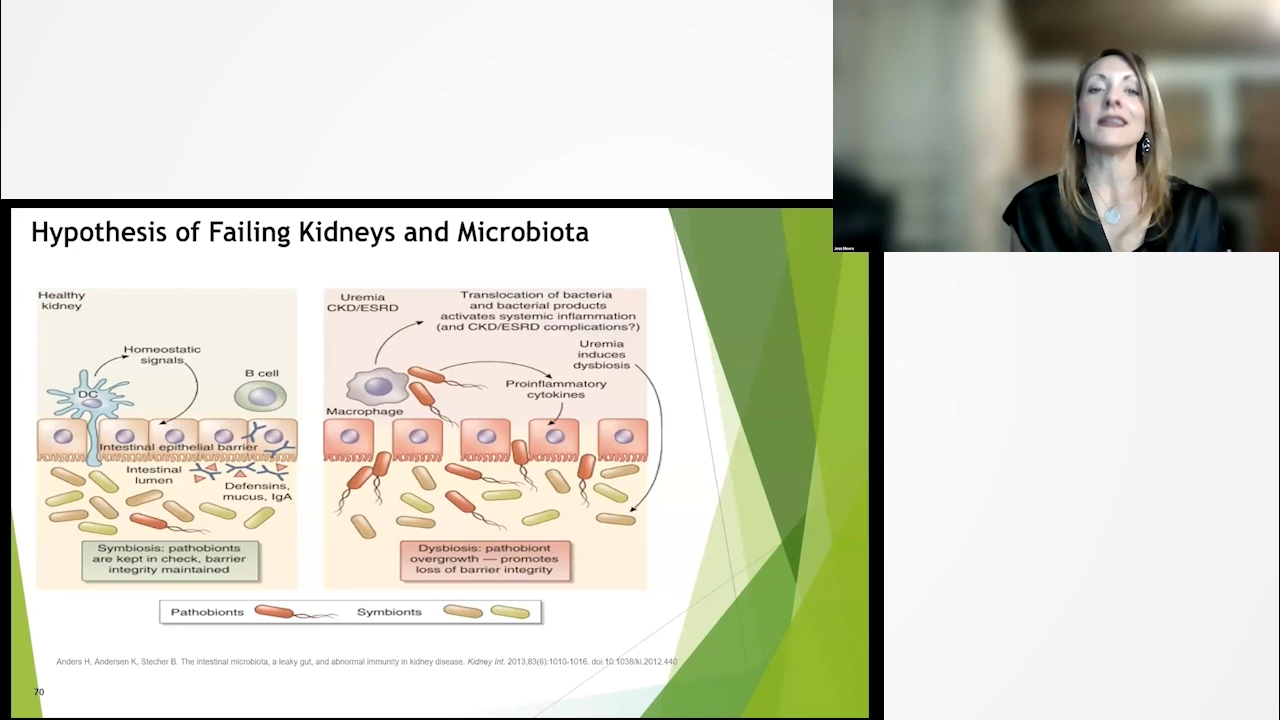 Jenn Moore
Hypothesis of Failing Kidneys and Microbiota
Healthy
kidney
Homeostatic
signals
DC
B cell
Intestinal epithelial barrier
Intestinal
lumen
Defensins,
mucus, IgA
Symbiosis: pathobionts
are kept in check, barrier
integrity maintained
Uremia
CKD/ESRD
Translocation of bacteria
and bacterial products
activates systemic inflammation
(and CKD/ESRD complications?)
Uremia
induces
dysbiosis
Proinflammatory
cytokines
Macrophage
Dysbiosis: pathobiont
overgrowth — promotes
loss of barrier integrity
Pathobionts
Symbionts
Anders H, Andersen K, Stecher B. The intestinal microbiota, a leaky gut, and abnormal immunity in kidney disease. Kidney Int. 2013;83(6):1010-1016. doi:10.1038/ki.2012.440
70